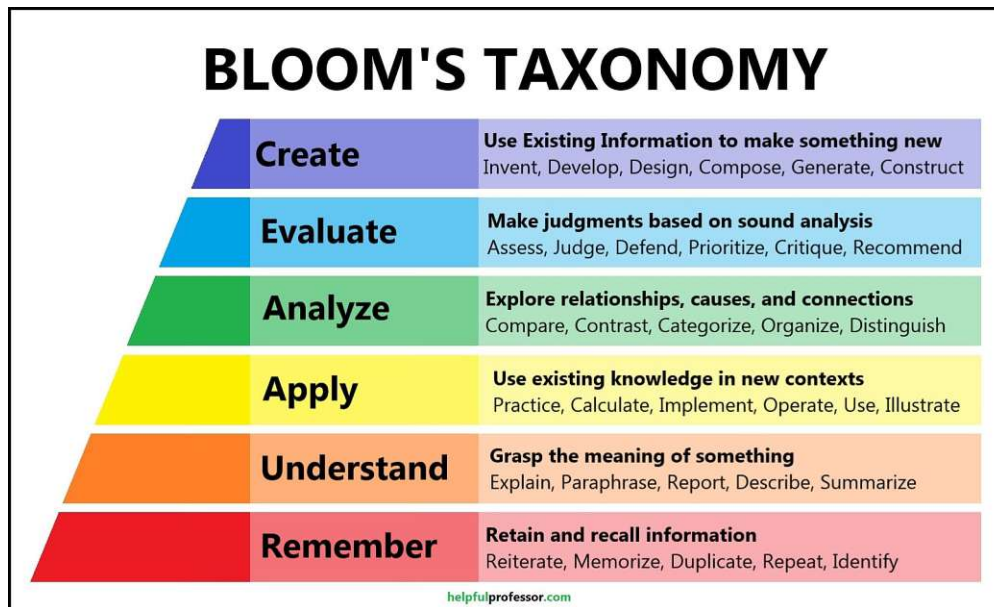 BLOOM'S TAXONOMY
Create
Use Existing Information to make something new
Invent, Develop, Design, Compose, Generate, Construct
Evaluate
Make judgments based on sound analysis
Assess, Judge, Defend, Prioritize, Critique, Recommend
Analyze
Explore relationships, causes, and connections
Compare, Contrast, Categorize, Organize, Distinguish
Apply
Use existing knowledge in new contexts
Practice, Calculate, Implement, Operate, Use, Illustrate
Understand
Grasp the meaning of something
Explain, Paraphrase, Report, Describe, Summarize
Remember
Retain and recall information
Reiterate, Memorize, Duplicate, Repeat, Identify
helpfulprofessor.com